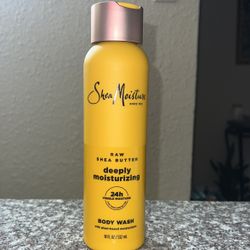 SheaMoisture
RAW
SHEA BUTTER
deeply
moisturizing
24h
BODY WASH